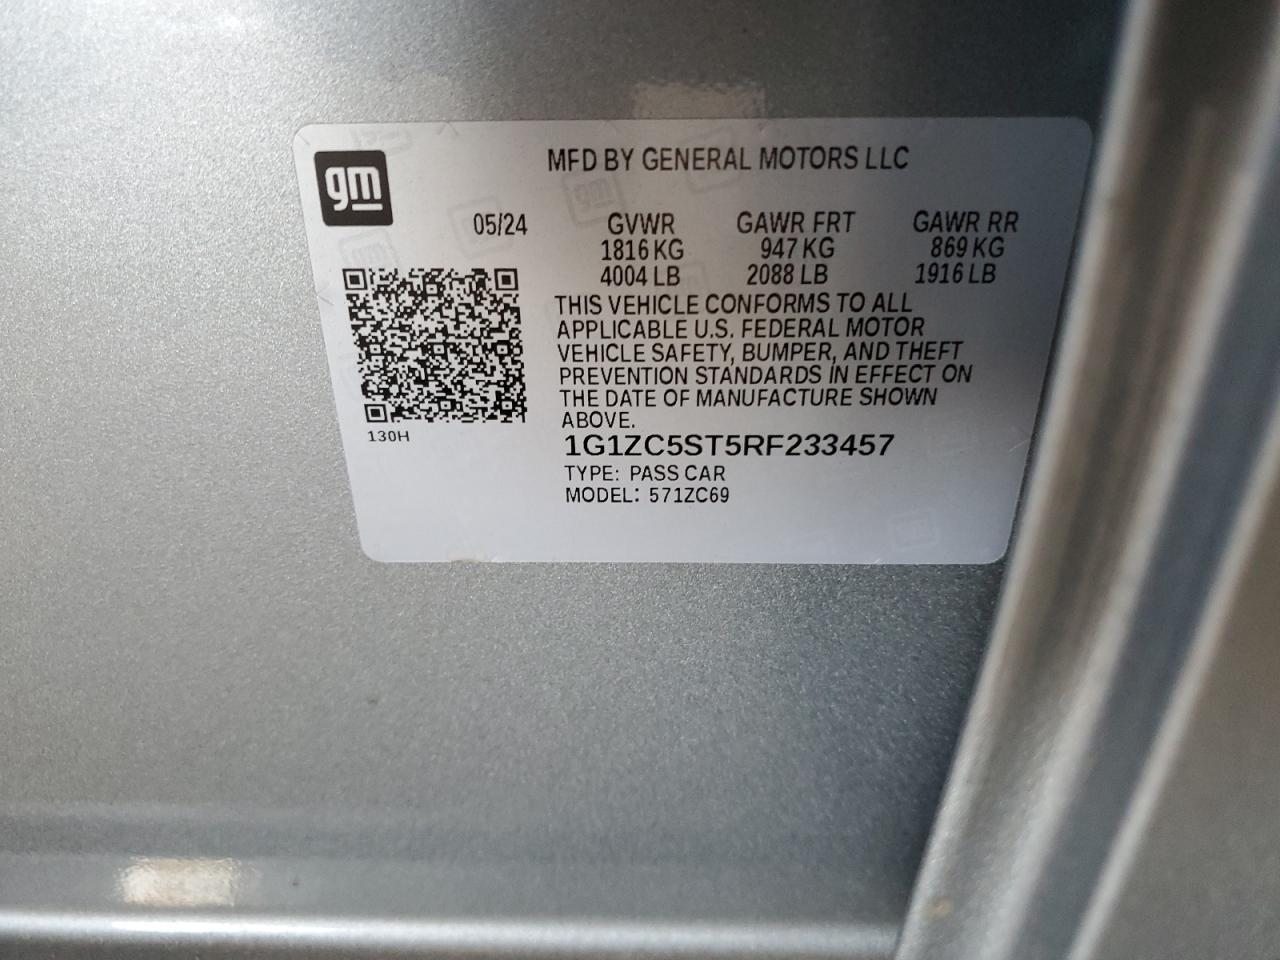 gm
MFD BY GENERAL MOTORS LLC
05/24 GVWR GAWR FRT GAWR RR
1816 KG 947 KG 869 KG
4004 LB 2088 LB 1916 LB
THIS VEHICLE CONFORMS TO ALL
APPLICABLE U.S. FEDERAL MOTOR
VEHICLE SAFETY, BUMPER, AND THEFT
PREVENTION STANDARDS IN EFFECT ON
THE DATE OF MANUFACTURE SHOWN
ABOVE.
130H
1G1ZC5ST5RF233457
TYPE: PASS CAR
MODEL: 571ZC69